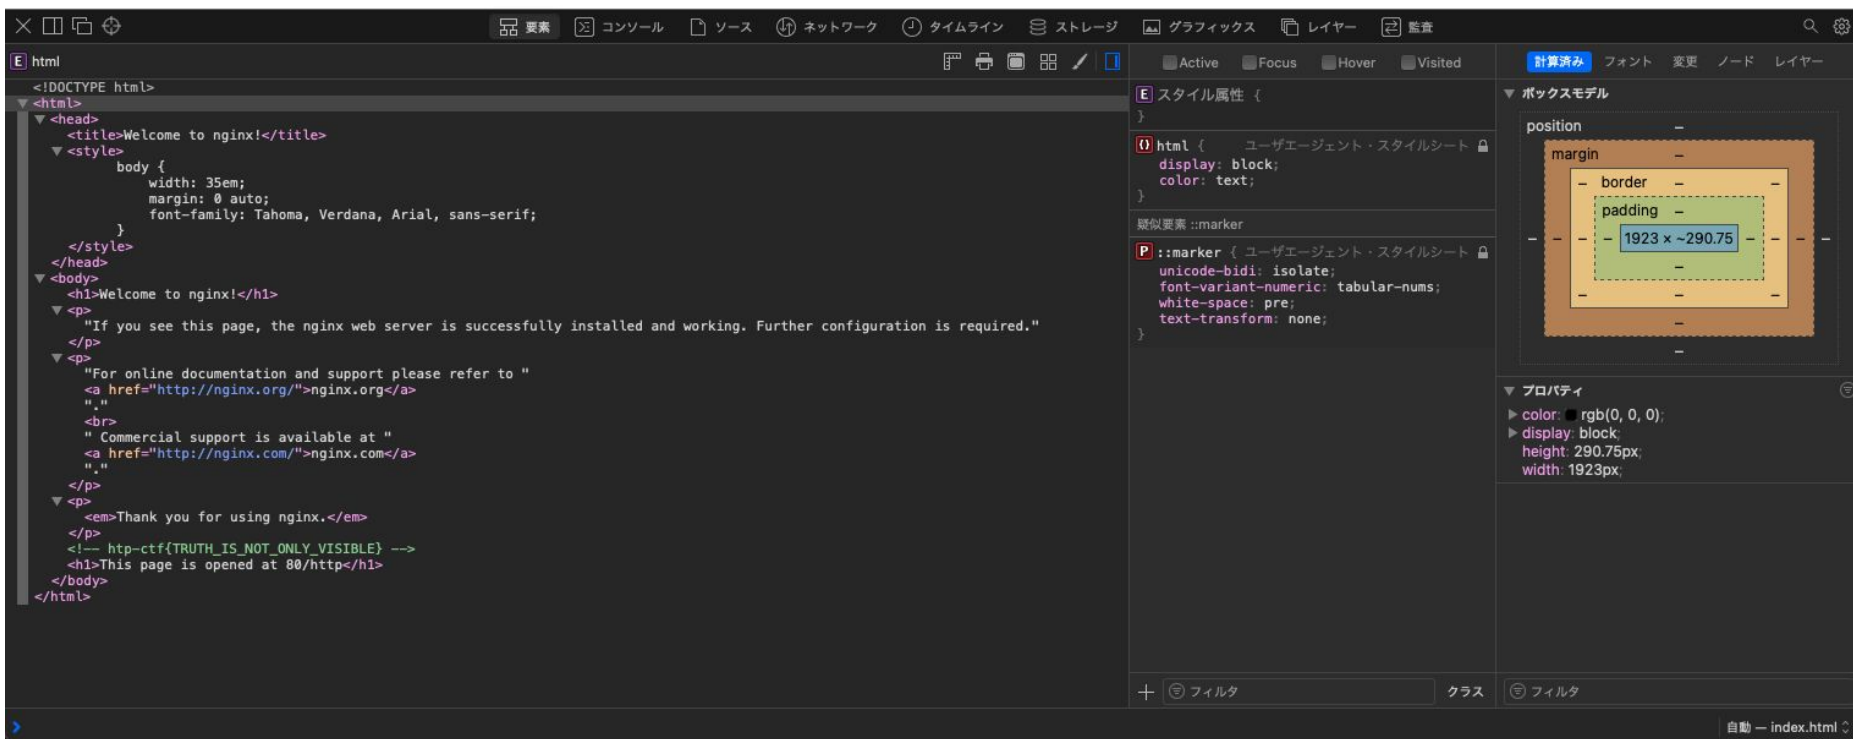 要素 コンソール ソース ネットワーク タイムライン ストレージ グラフィックス レイヤー 監査
E html
<!DOCTYPE html>
<html>
<head>
<title>Welcome to nginx!</title>
<style>
body {
width: 35em;
margin: 0 auto;
font-family: Tahoma, Verdana, Arial, sans-serif;
}
</style>
</head>
<body>
<h1>Welcome to nginx!</h1>
<p>
"If you see this page, the nginx web server is successfully installed and working. Further configuration is required."
</p>
<p>
"For online documentation and support please refer to "
<a href="http://nginx.org/">nginx.org</a>
"."
<br>
" Commercial support is available at "
<a href="http://nginx.com/">nginx.com</a>
"."
</p>
<p>
<em>Thank you for using nginx.</em>
</p>
<!-- htp-ctf{TRUTH_IS_NOT_ONLY_VISIBLE} -->
<h1>This page is opened at 80/http</h1>
</body>
</html>
Active Focus Hover Visited
E スタイル属性 {
}
html { ユーザエージェント・スタイルシート
display: block;
color: text;
}
疑似要素 ::marker
P ::marker { ユーザエージェント・スタイルシート
unicode-bidi: isolate;
font-variant-numeric: tabular-nums;
white-space: pre;
text-transform: none;
}
フィルタ クラス
計算済み フォント 変更 ノード レイヤー
ボックスモデル
position –
margin –
– border – –
padding –
– – – – 1923 × ~290.75 – – – –
–
– – –
–
–
プロパティ
color: rgb(0, 0, 0);
display: block;
height: 290.75px;
width: 1923px;
フィルタ
自動 — index.html